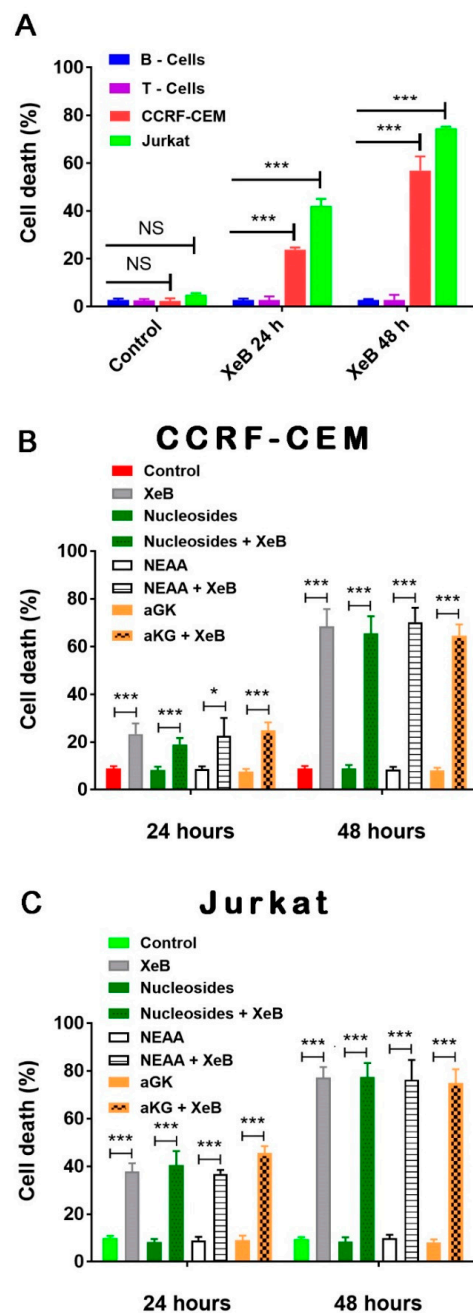 A
B - Cells
T - Cells
CCRF-CEM
Jurkat
Cell death (%)
100
80
60
40
20
0
NS
NS
***
***
***
***
Control
XeB 24 h
XeB 48 h
B
CCRF-CEM
Control
XeB
Nucleosides
Nucleosides + XeB
NEAA
NEAA + XeB
aGK
aKG + XeB
Cell death (%)
100
80
60
40
20
0
*** *** * *** *** *** *** ***
24 hours 48 hours
C
Jurkat
Control
XeB
Nucleosides
Nucleosides + XeB
NEAA
NEAA + XeB
aGK
aKG + XeB
Cell death (%)
100
80
60
40
20
0
*** *** *** *** *** *** *** ***
24 hours 48 hours